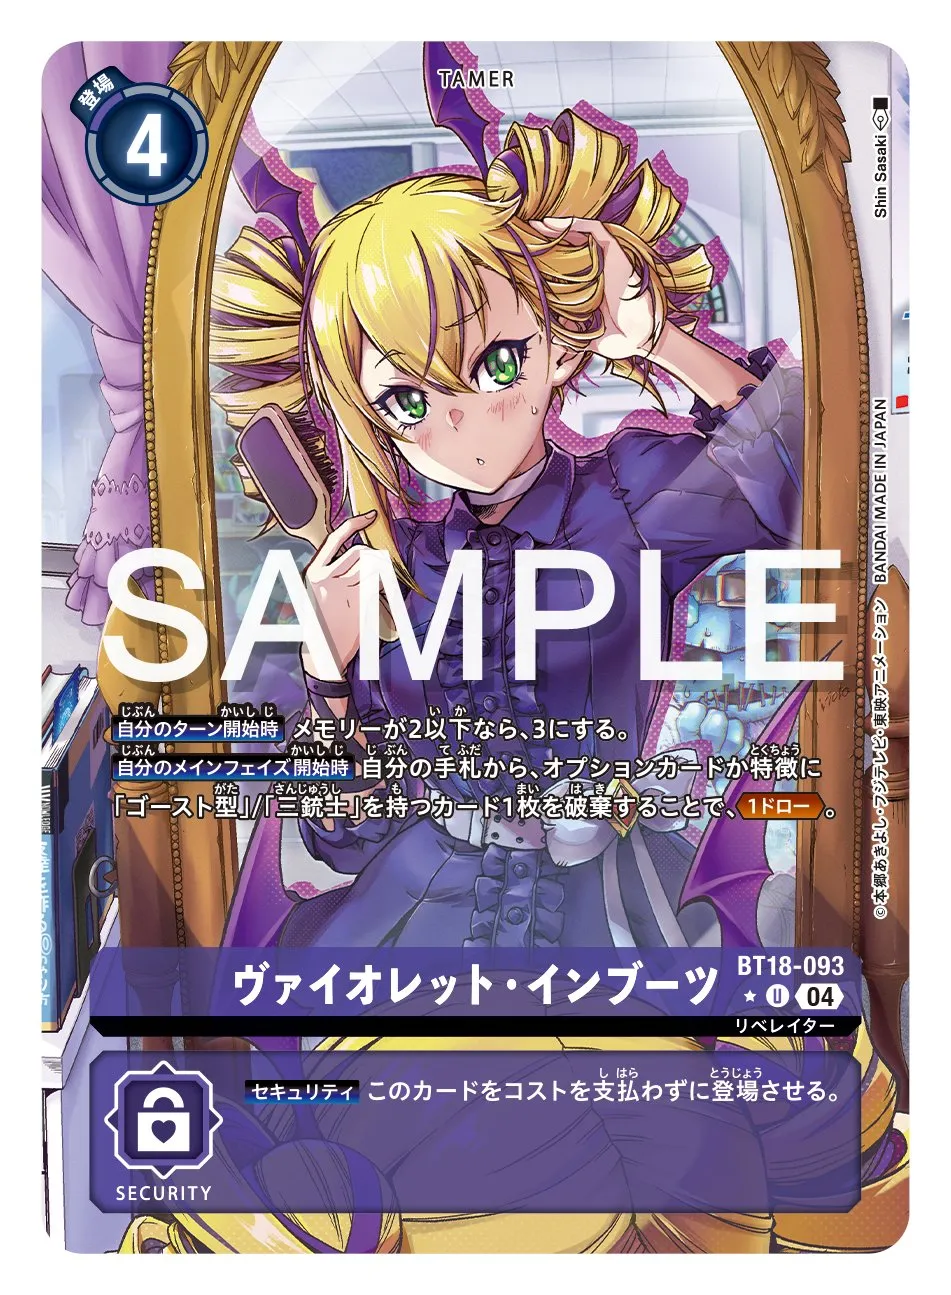 TAMER
登場
4
Shin Sasaki
BANDAI MADE IN JAPAN
©本郷あきよし・フジテレビ・東映アニメーション
SAMPLE
自分のターン開始時 メモリーが2以下なら、3にする。
自分のメインフェイズ開始時 自分の手札から、オプションカードか特徴に
「ゴースト型」/「三銃士」を持つカード1枚を破棄することで、1ドロー。
ヴァイオレット・インブーツ
BT18-093
U 04
リベレイター
セキュリティ このカードをコストを支払わずに登場させる。
SECURITY